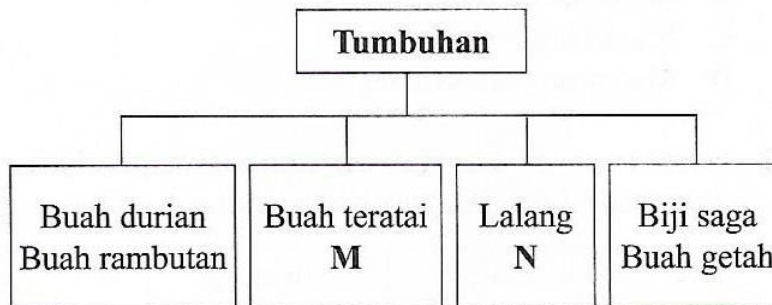 Tumbuhan
Buah durian
Buah rambutan
Buah teratai
M
Lalang
N
Biji saga
Buah getah